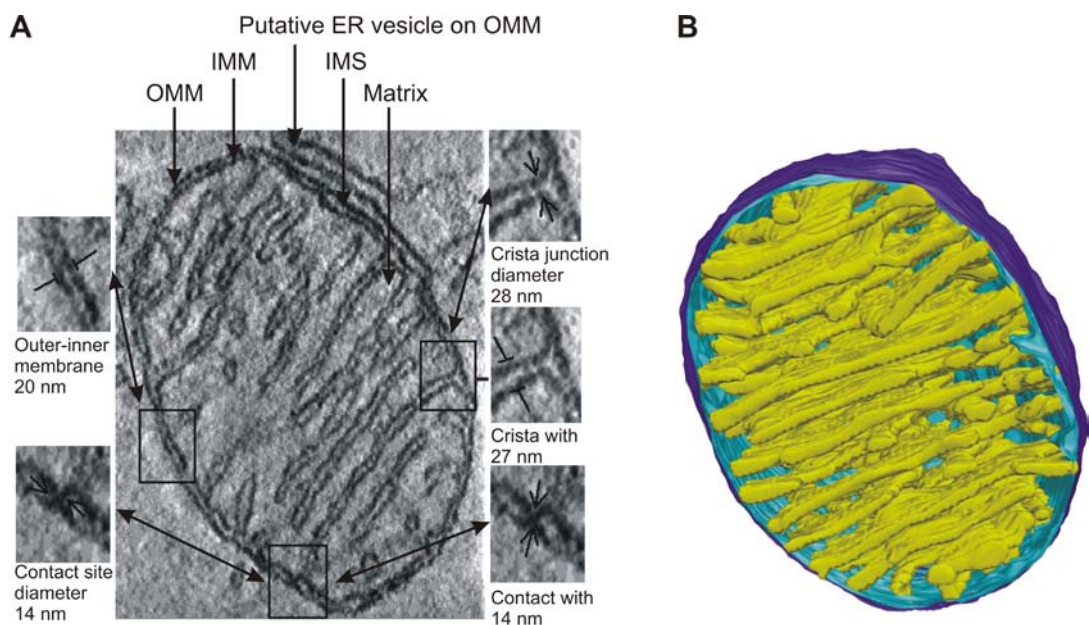 A
B
Putative ER vesicle on OMM
IMM
IMS
OMM
Matrix
Outer-inner
membrane
20 nm
Contact site
diameter
14 nm
Crista junction
diameter
28 nm
Crista with
27 nm
Contact with
14 nm